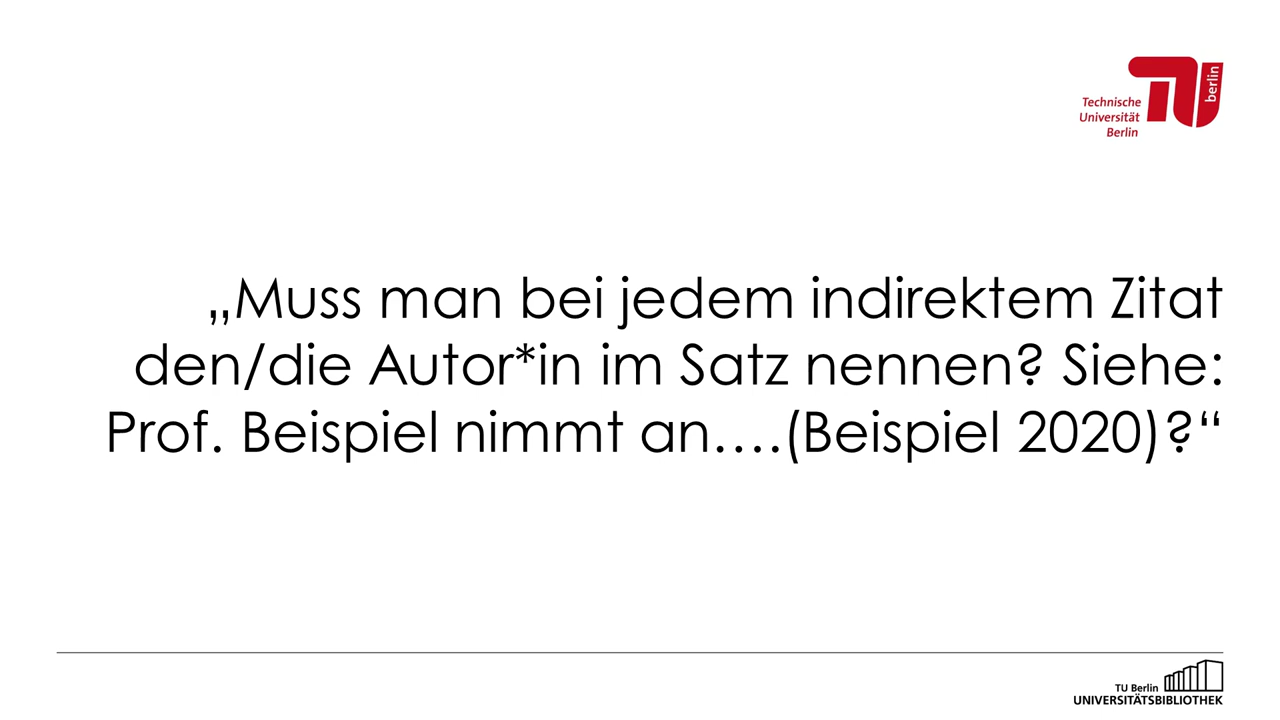 berlin
Technische
Universität
Berlin
„Muss man bei jedem indirektem Zitat
den/die Autor*in im Satz nennen? Siehe:
Prof. Beispiel nimmt an….(Beispiel 2020)?“
TU Berlin
UNIVERSITÄTSBIBLIOTHEK